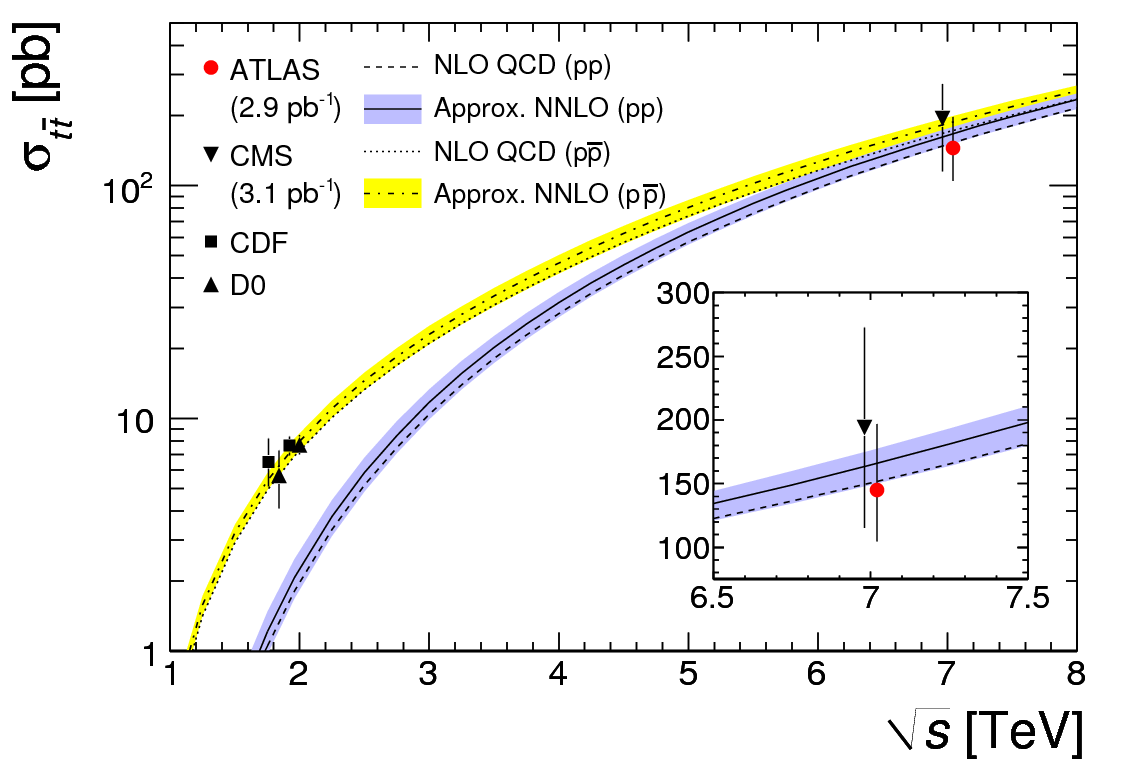 σtt̄ [pb]
ATLAS
(2.9 pb⁻¹)
CMS
(3.1 pb⁻¹)
CDF
D0
NLO QCD (pp)
Approx. NNLO (pp)
NLO QCD (pp̅)
Approx. NNLO (pp̅)
10²
10
1
1 2 3 4 5 6 7 8
√s [TeV]
300
250
200
150
100
6.5 7 7.5